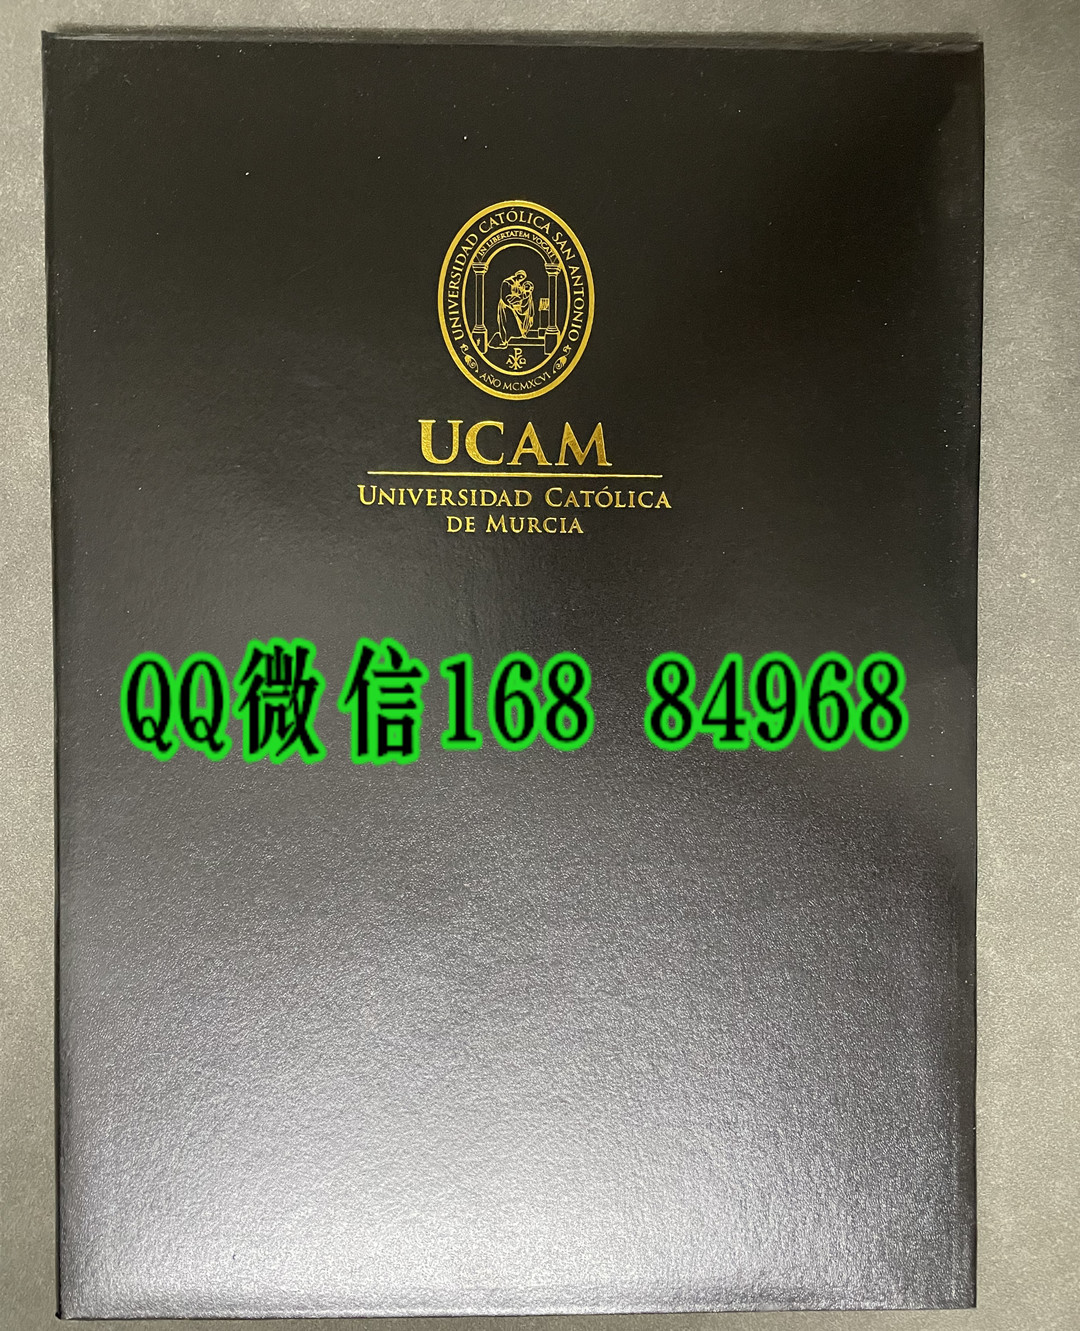 UNIVERSIDAD CATÓLICA SAN ANTONIO
IN LIBERTATEM VOCATI
AÑO MCMXCVI
UCAM
UNIVERSIDAD CATÓLICA
DE MURCIA
QQ微信168 84968